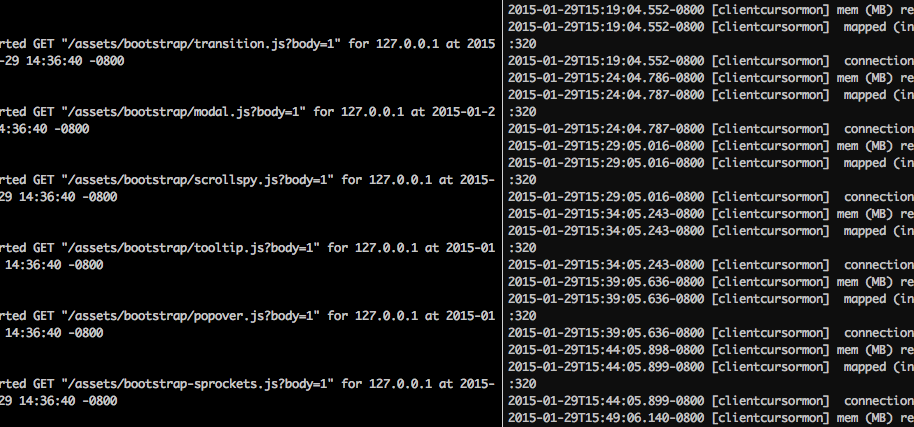 rted GET "/assets/bootstrap/transition.js?body=1" for 127.0.0.1 at 2015
-29 14:36:40 -0800
rted GET "/assets/bootstrap/modal.js?body=1" for 127.0.0.1 at 2015-01-2
4:36:40 -0800
rted GET "/assets/bootstrap/scrollspy.js?body=1" for 127.0.0.1 at 2015-
29 14:36:40 -0800
rted GET "/assets/bootstrap/tooltip.js?body=1" for 127.0.0.1 at 2015-01
14:36:40 -0800
rted GET "/assets/bootstrap/popover.js?body=1" for 127.0.0.1 at 2015-01
14:36:40 -0800
rted GET "/assets/bootstrap-sprockets.js?body=1" for 127.0.0.1 at 2015-
29 14:36:40 -0800
2015-01-29T15:19:04.552-0800 [clientcursormon] mem (MB) re
2015-01-29T15:19:04.552-0800 [clientcursormon]  mapped (in
:320
2015-01-29T15:19:04.552-0800 [clientcursormon]  connection
2015-01-29T15:24:04.786-0800 [clientcursormon] mem (MB) re
2015-01-29T15:24:04.787-0800 [clientcursormon]  mapped (in
:320
2015-01-29T15:24:04.787-0800 [clientcursormon]  connection
2015-01-29T15:29:05.016-0800 [clientcursormon] mem (MB) re
2015-01-29T15:29:05.016-0800 [clientcursormon]  mapped (in
:320
2015-01-29T15:29:05.016-0800 [clientcursormon]  connection
2015-01-29T15:34:05.243-0800 [clientcursormon] mem (MB) re
2015-01-29T15:34:05.243-0800 [clientcursormon]  mapped (in
:320
2015-01-29T15:34:05.243-0800 [clientcursormon]  connection
2015-01-29T15:39:05.636-0800 [clientcursormon] mem (MB) re
2015-01-29T15:39:05.636-0800 [clientcursormon]  mapped (in
:320
2015-01-29T15:39:05.636-0800 [clientcursormon]  connection
2015-01-29T15:44:05.898-0800 [clientcursormon] mem (MB) re
2015-01-29T15:44:05.899-0800 [clientcursormon]  mapped (in
:320
2015-01-29T15:44:05.899-0800 [clientcursormon]  connection
2015-01-29T15:49:06.140-0800 [clientcursormon] mem (MB) re